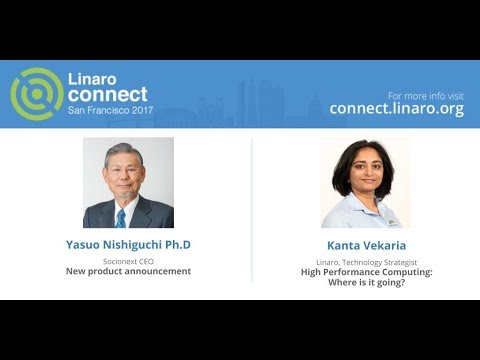 Linaro
connect
San Francisco 2017
For more info visit
connect.linaro.org
Yasuo Nishiguchi Ph.D
Socionext CEO
New product announcement
Kanta Vekaria
Linaro, Technology Strategist
High Performance Computing:
Where is it going?